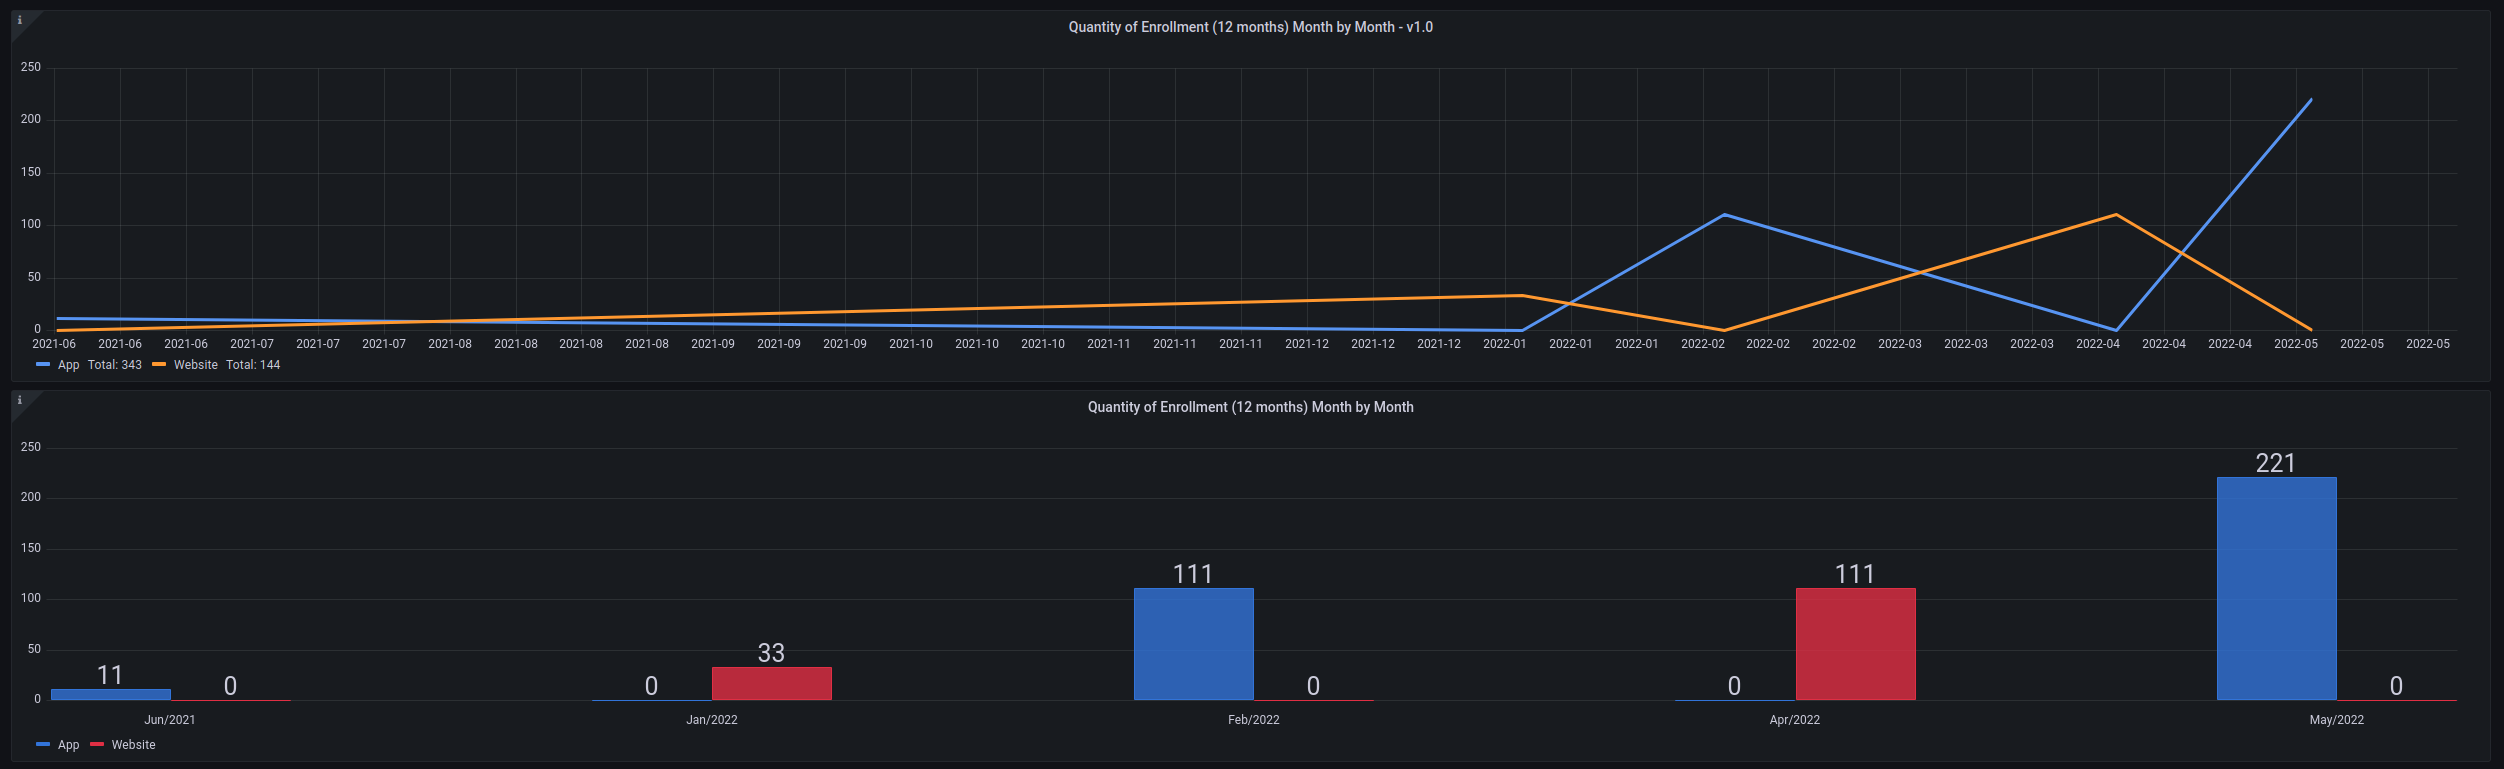 i
Quantity of Enrollment (12 months) Month by Month - v1.0
250
200
150
100
50
0
2021-06 2021-06 2021-06 2021-07 2021-07 2021-07 2021-08 2021-08 2021-08 2021-08 2021-09 2021-09 2021-09 2021-10 2021-10 2021-10 2021-11 2021-11 2021-11 2021-12 2021-12 2021-12 2022-01 2022-01 2022-01 2022-02 2022-02 2022-02 2022-03 2022-03 2022-03 2022-04 2022-04 2022-04 2022-05 2022-05 2022-05
App Total: 343 Website Total: 144
i
Quantity of Enrollment (12 months) Month by Month
250
200
150
100
50
0
11 0 0 33 111 0 0 111 221 0
Jun/2021 Jan/2022 Feb/2022 Apr/2022 May/2022
App Website